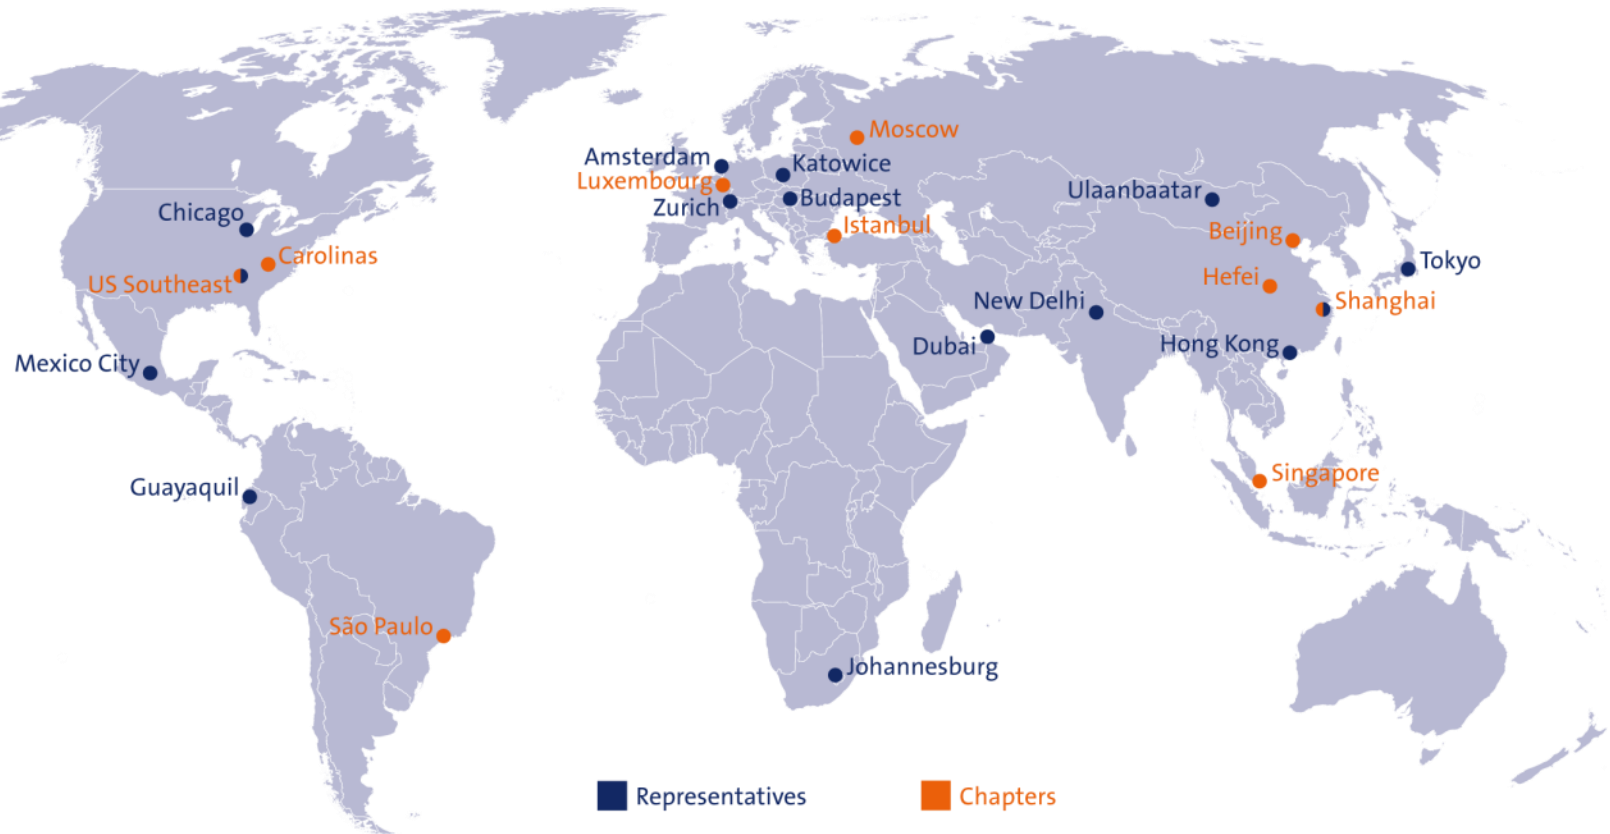 Moscow
Amsterdam
Katowice
Luxembourg
Ulaanbaatar
Budapest
Zurich
Chicago
Istanbul
Beijing
Carolinas
Tokyo
Hefei
US Southeast
New Delhi
Shanghai
Hong Kong
Dubai
Mexico City
Singapore
Guayaquil
São Paulo
Johannesburg
Representatives
Chapters